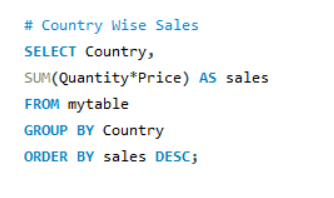 # Country Wise Sales
SELECT Country,
SUM(Quantity*Price) AS sales
FROM mytable
GROUP BY Country
ORDER BY sales DESC;